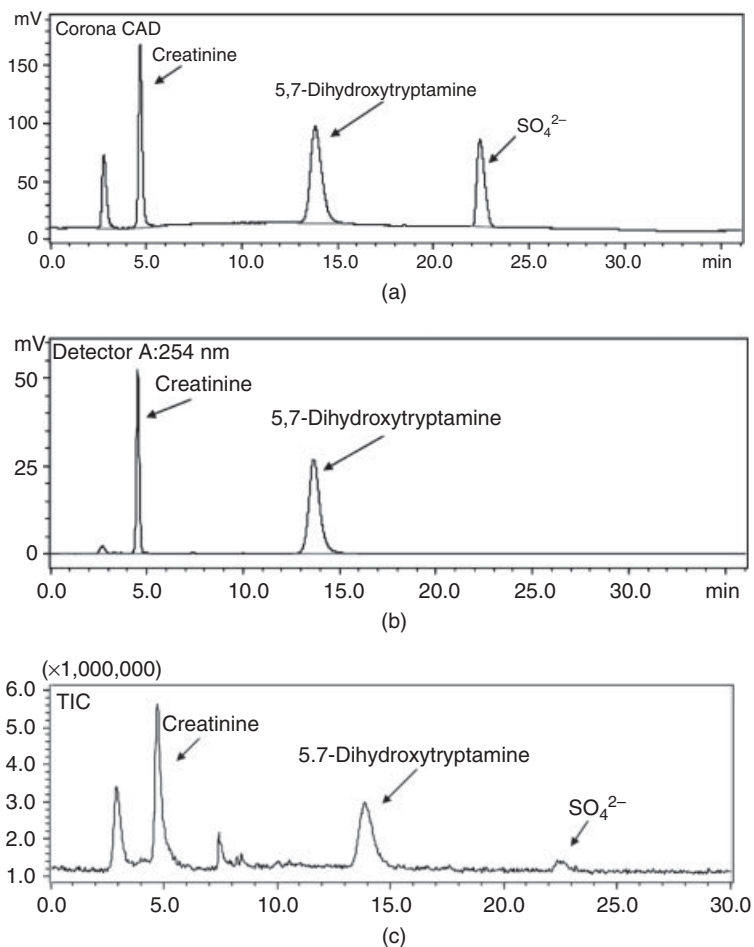 mV
Corona CAD
Creatinine
5,7-Dihydroxytryptamine
SO₄²⁻
150
100
50
0
0.0 5.0 10.0 15.0 20.0 25.0 30.0 min
(a)
mV
Detector A:254 nm
Creatinine
5,7-Dihydroxytryptamine
50
25
0
0.0 5.0 10.0 15.0 20.0 25.0 30.0 min
(b)
(×1,000,000)
TIC
Creatinine
5.7-Dihydroxytryptamine
SO₄²⁻
6.0
5.0
4.0
3.0
2.0
1.0
0.0 5.0 10.0 15.0 20.0 25.0 30.0
(c)